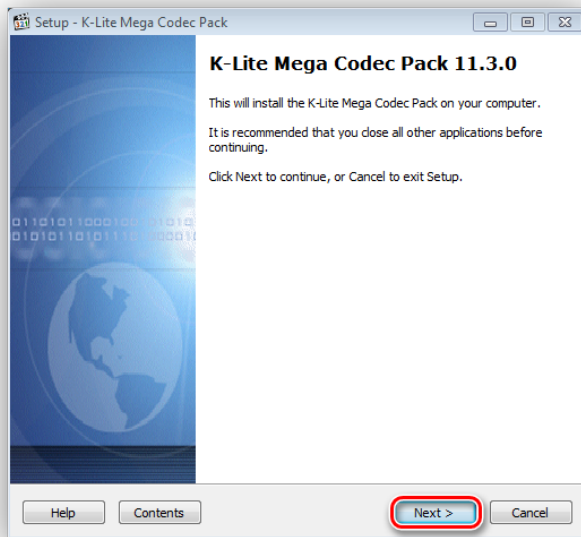 Setup - K-Lite Mega Codec Pack
K-Lite Mega Codec Pack 11.3.0
This will install the K-Lite Mega Codec Pack on your computer.
It is recommended that you close all other applications before
continuing.
Click Next to continue, or Cancel to exit Setup.
Help
Contents
Next >
Cancel